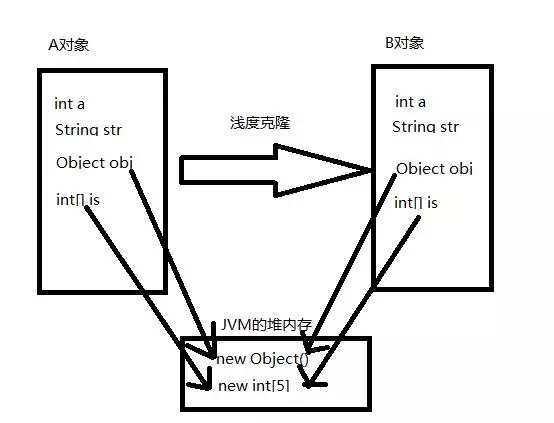 A对象
B对象
int a
String str
Object obj
int[] is
浅度克隆
int a
String str
Object obj
int[] is
JVM的堆内存
new Object()
new int[5]